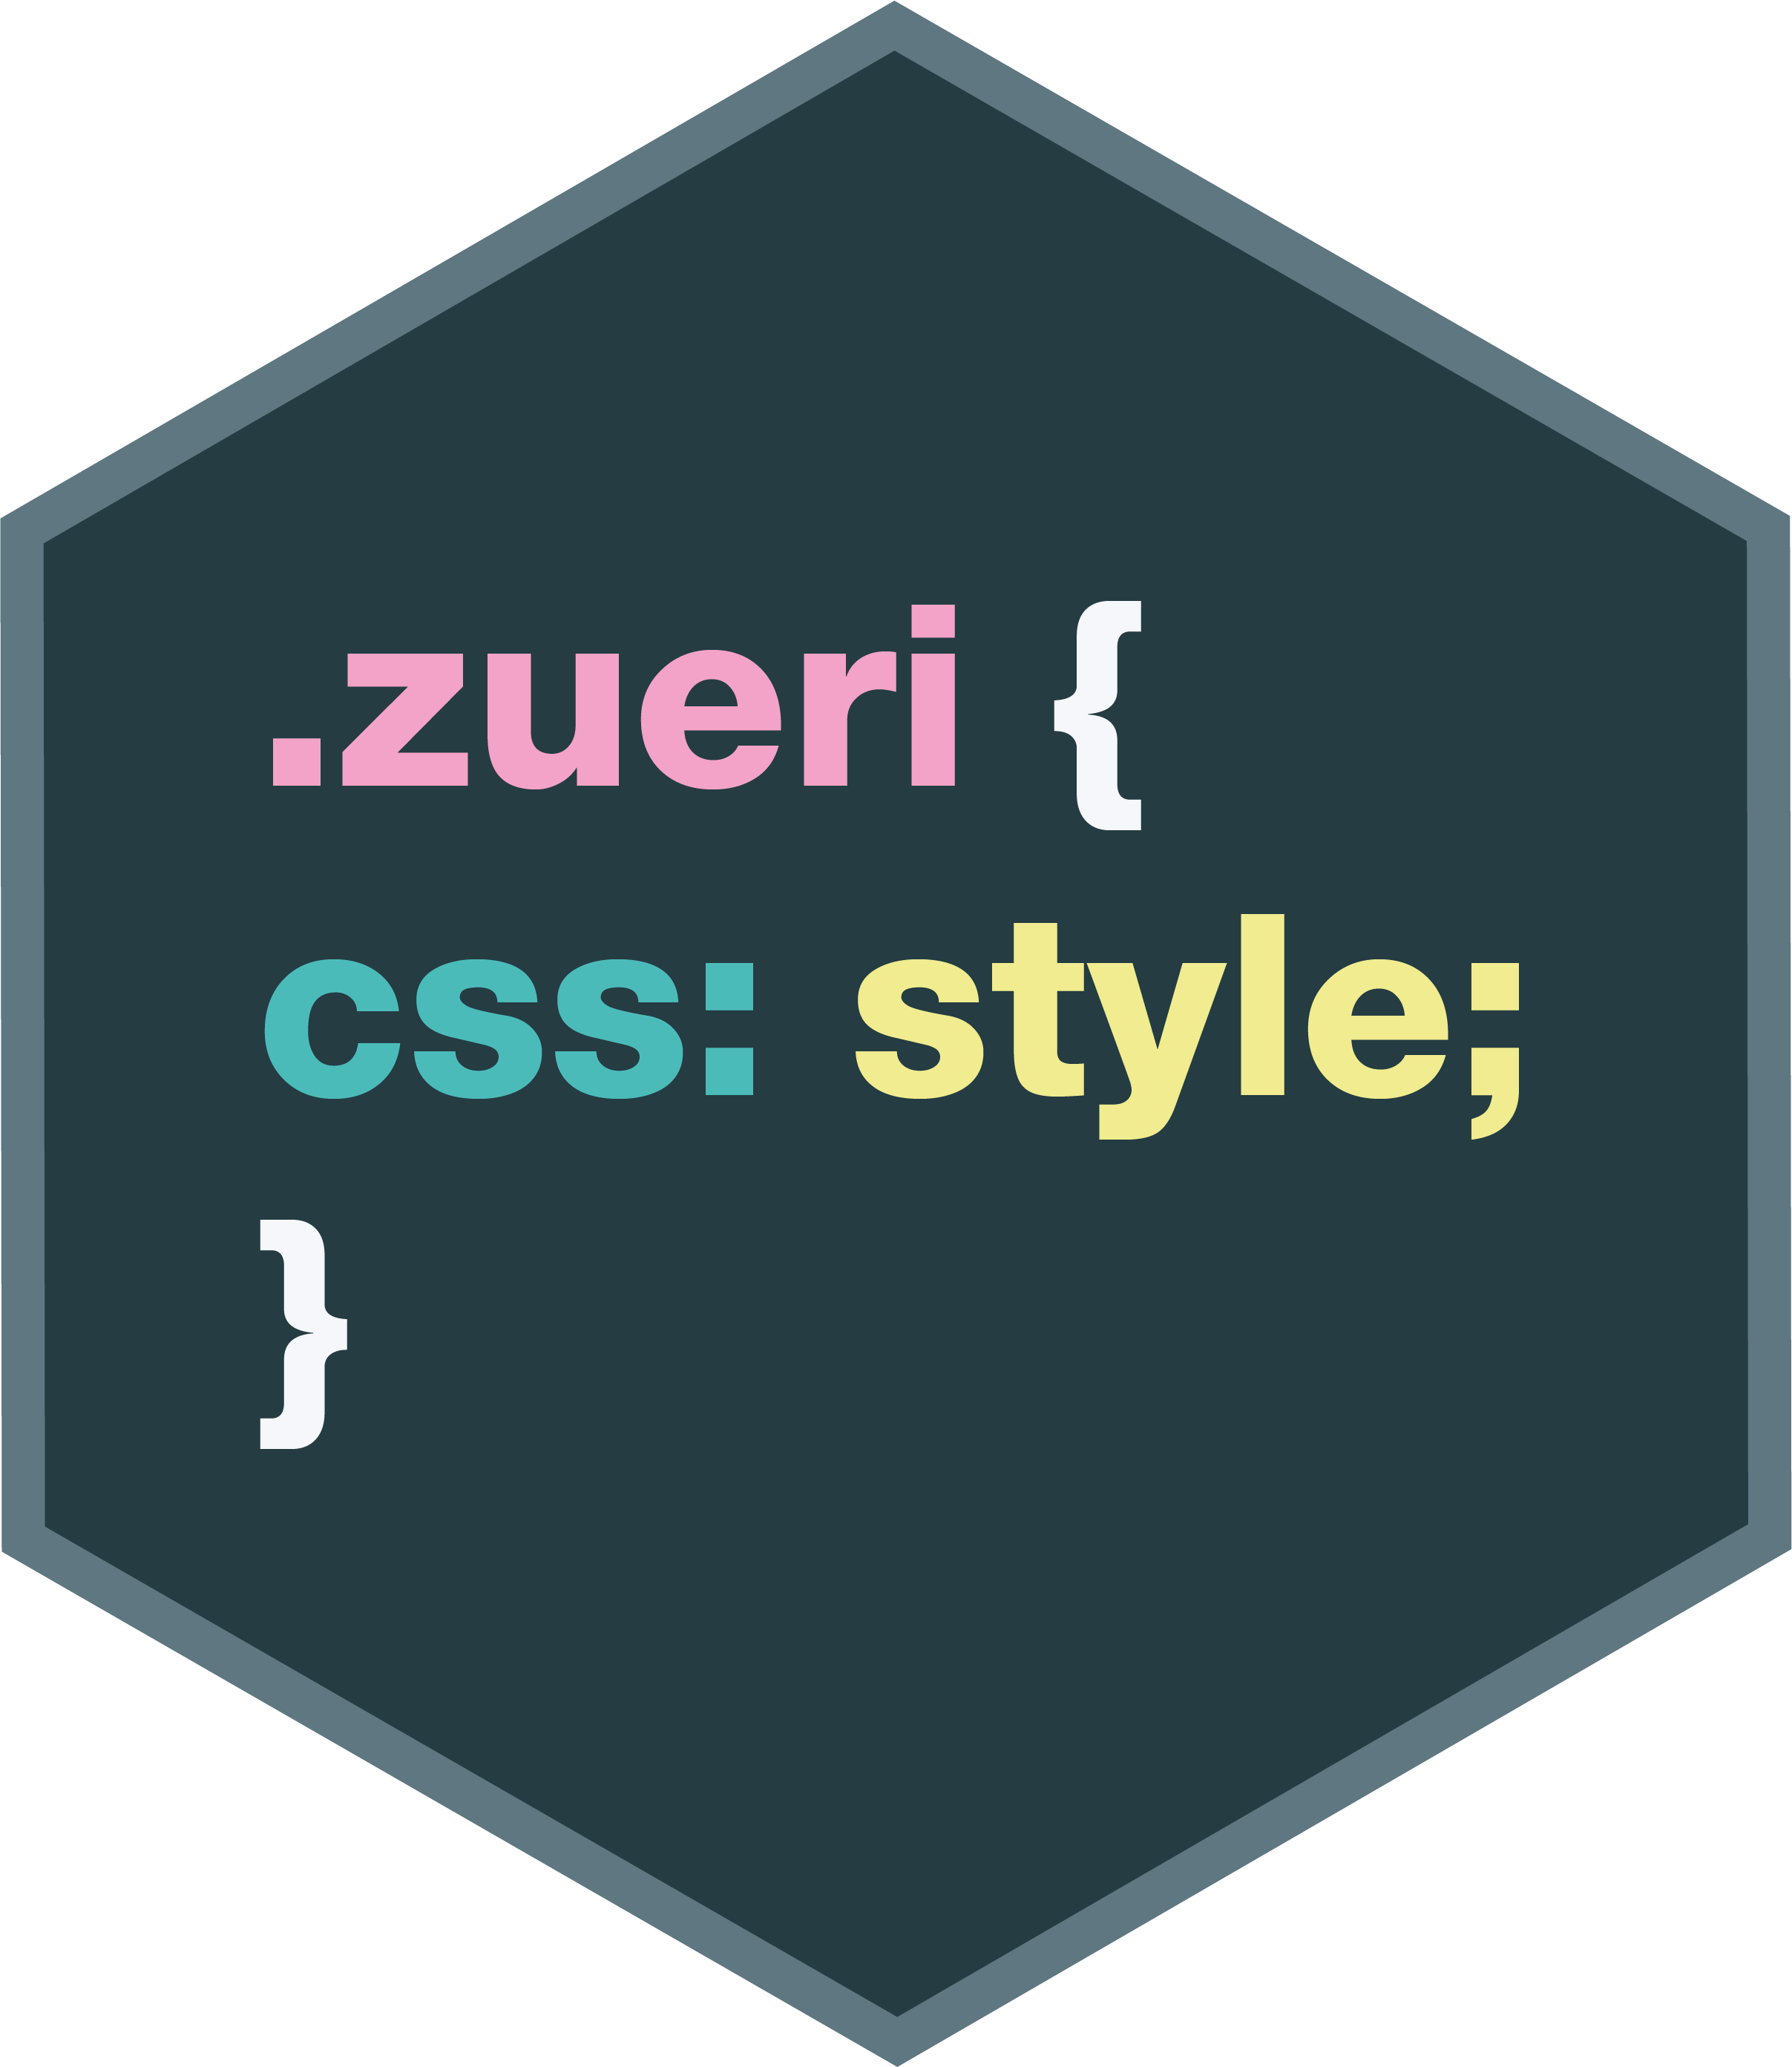 .zueri {
css: style;
}